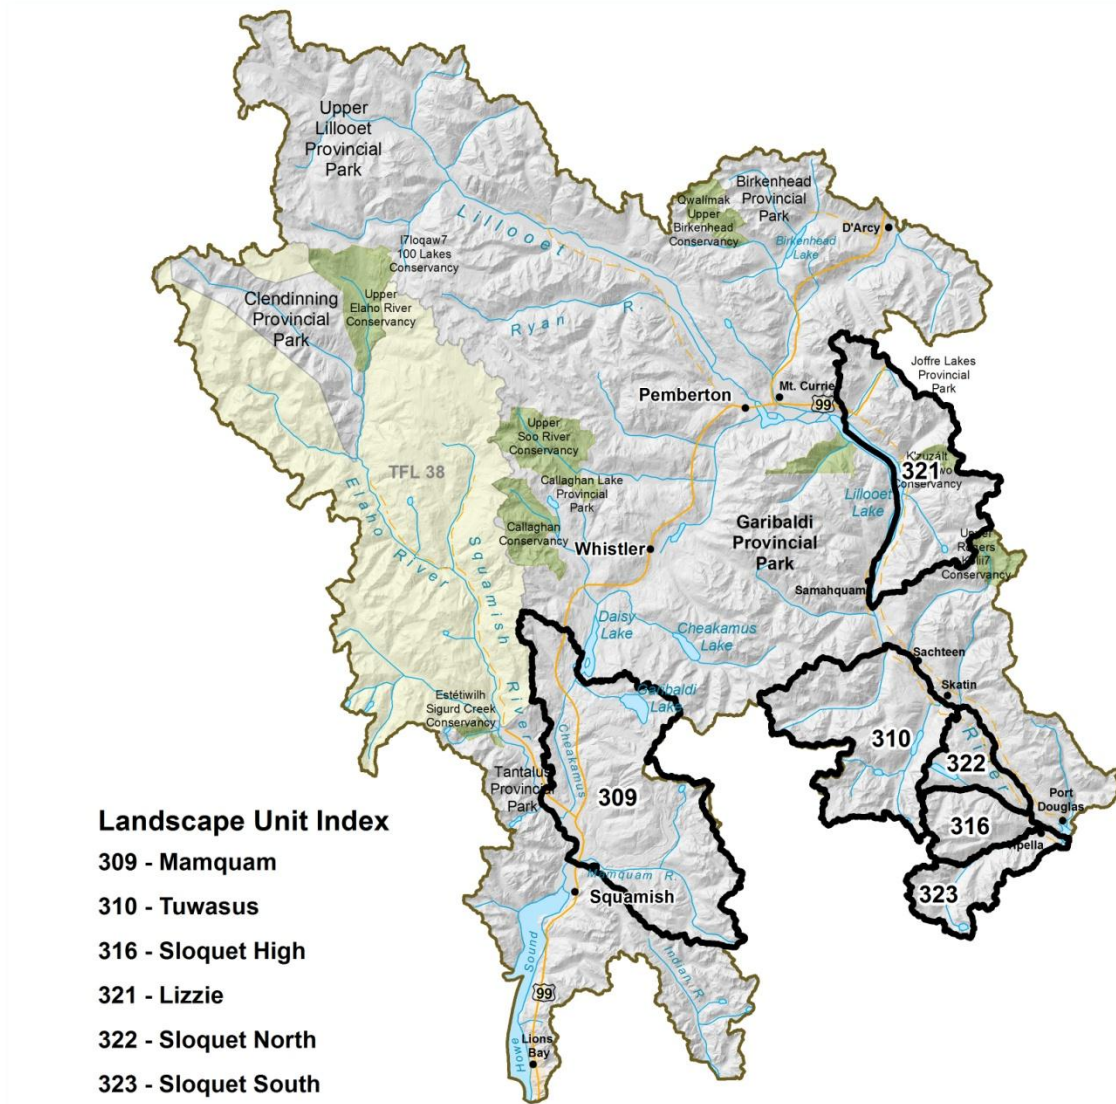 Upper
Lillooet
Provincial
Park
Qwallmak
Upper
Birkenhead
Conservancy
Birkenhead
Provincial
Park
D'Arcy
Birkenhead
Lake
Lillooet
I7loqaw7
100 Lakes
Conservancy
Clendinning
Provincial
Park
Upper
Elaho River
Conservancy
Ryan R.
Joffre Lakes
Provincial
Park
Pemberton
Mt. Currie
99
Upper
Soo River
Conservancy
K'zuzált
Conservancy
321
TFL 38
Callaghan Lake
Provincial
Park
Lillooet
Lake
Elaho River
Squamish River
Callaghan
Conservancy
Garibaldi
Provincial
Park
Whistler
Upper
Rogers
Conservancy
Samahquam
Daisy
Lake
Cheakamus
Lake
Sachteen
Skatin
Estétiwilh
Sigurd Creek
Conservancy
Garibaldi
Lake
Cheakamus
310
River
322
Tantalus
Provincial
Park
309
Port
Douglas
316
Tipella
Mamquam R.
Squamish
323
Howe Sound
Indian R.
99
Lions
Bay
Landscape Unit Index
309 - Mamquam
310 - Tuwasus
316 - Sloquet High
321 - Lizzie
322 - Sloquet North
323 - Sloquet South